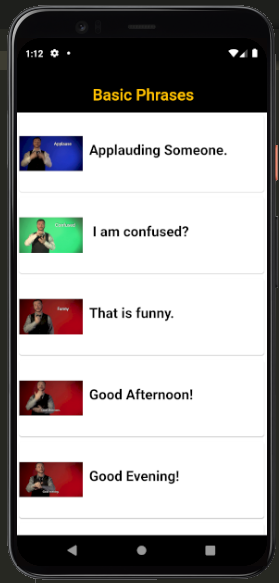 1:12
Basic Phrases
Applause
Applauding Someone.
Confused
I am confused?
Funny
That is funny.
Good Afternoon!
Good Evening!